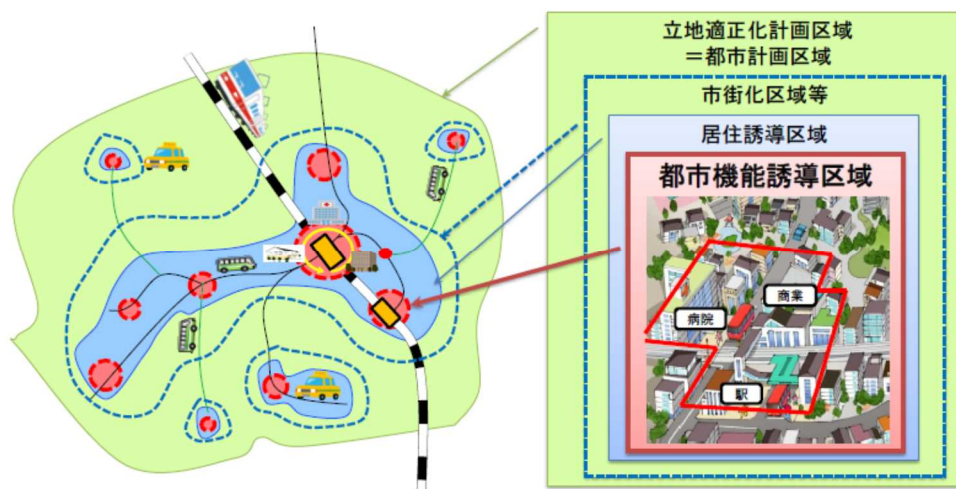 立地適正化計画区域
＝都市計画区域
市街化区域等
居住誘導区域
都市機能誘導区域
商業
病院
駅